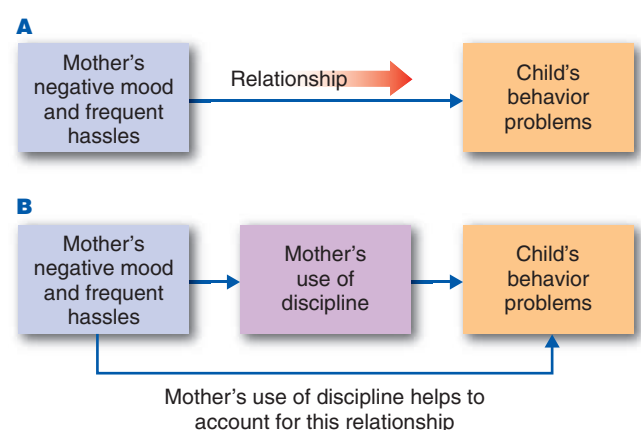 A
Mother's
negative mood
and frequent
hassles
Relationship
Child's
behavior
problems
B
Mother's
negative mood
and frequent
hassles
Mother's
use of
discipline
Child's
behavior
problems
Mother's use of discipline helps to
account for this relationship